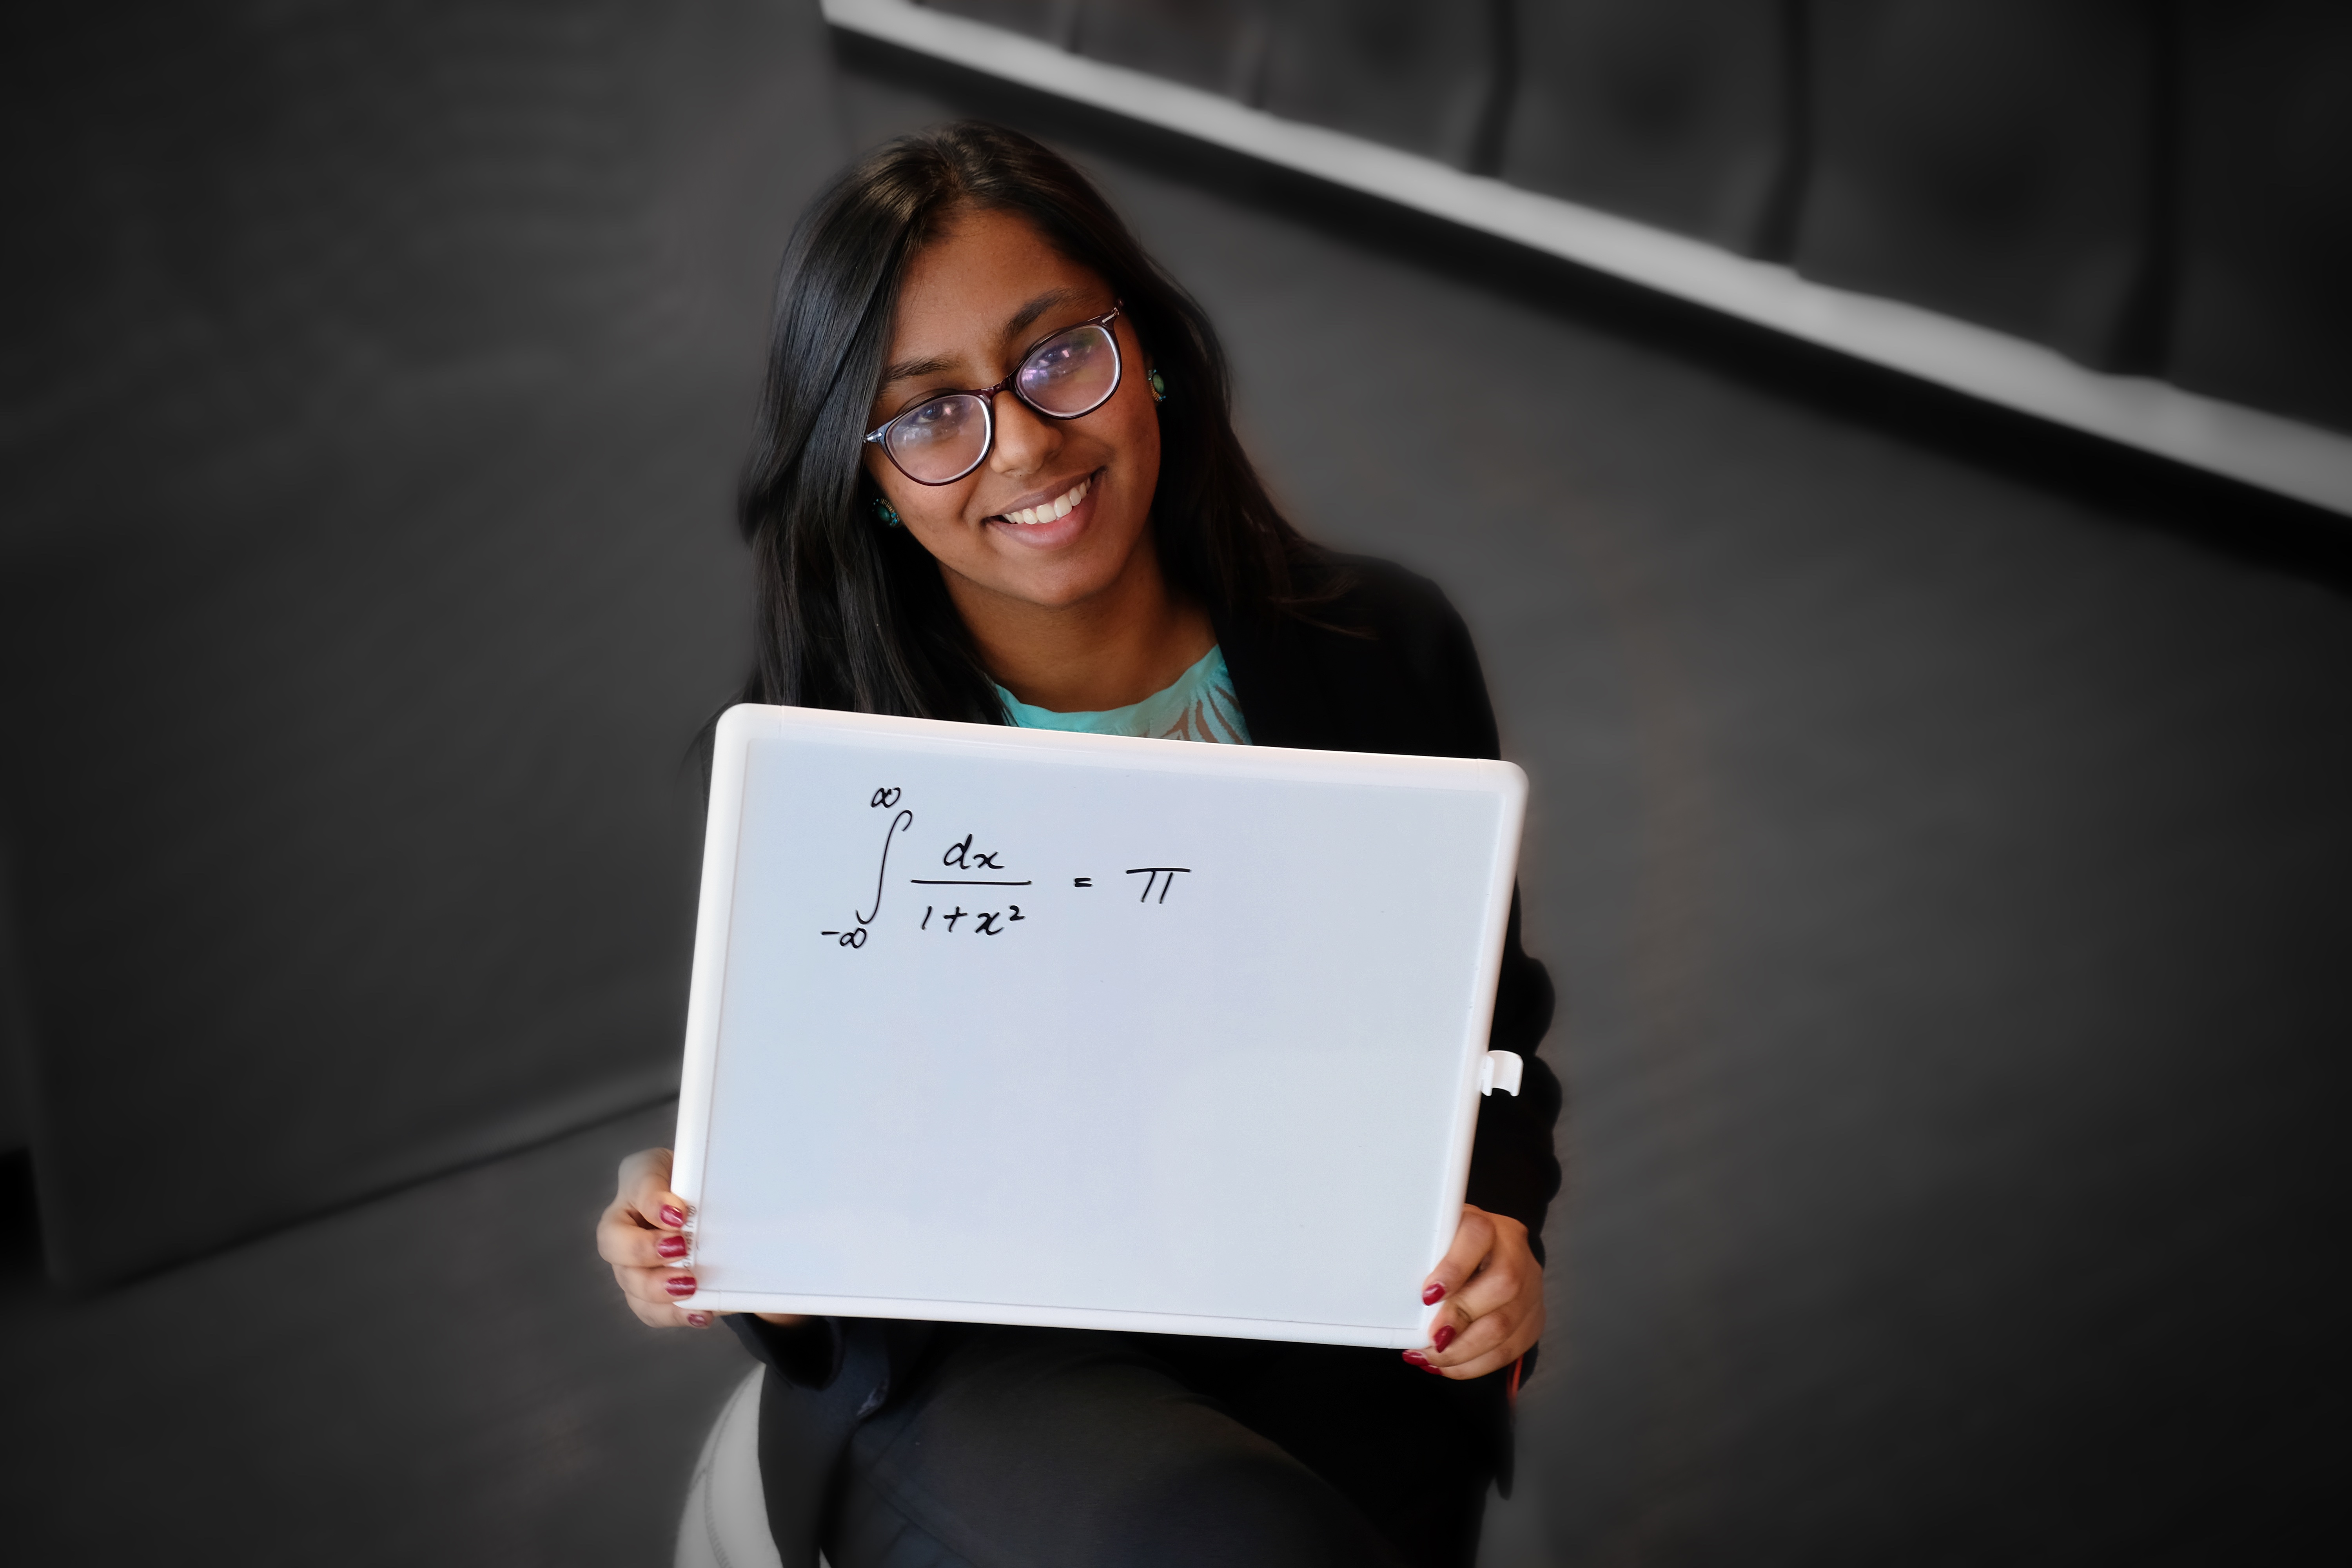 ∫_{-∞}^{∞} dx/(1+x²) = π